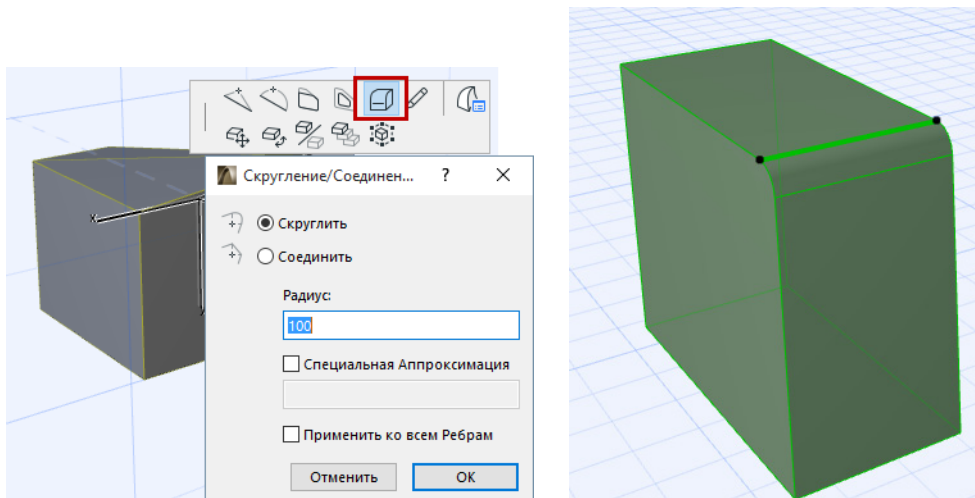 Скругление/Соединен...
?
Скруглить
Соединить
Радиус:
100
Специальная Аппроксимация
Применить ко всем Ребрам
Отменить
OK